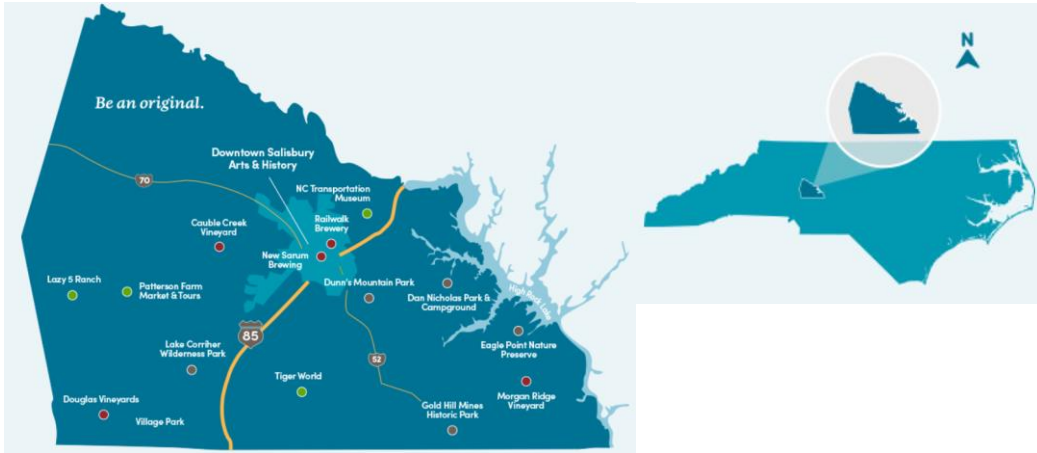 Be an original.
N
Downtown Salisbury
Arts & History
70
NC Transportation
Museum
Railwalk
Brewery
Cauble Creek
Vineyard
New Sarum
Brewing
Lazy 5 Ranch
Patterson Farm
Market & Tours
Dunn's Mountain Park
Dan Nicholas Park &
Campground
High Rock Lake
85
Lake Corriher
Wilderness Park
52
Eagle Point Nature
Preserve
Tiger World
Morgan Ridge
Vineyard
Douglas Vineyards
Village Park
Gold Hill Mines
Historic Park